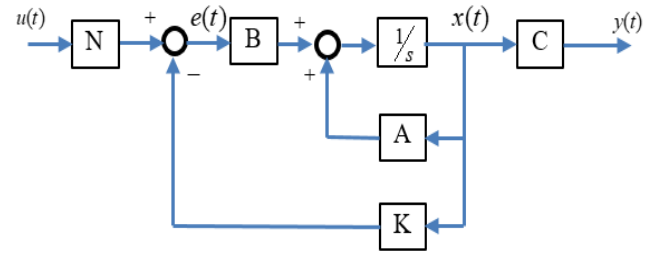 u(t) N + e(t) B + 1/s x(t) C y(t)
− +
A
K